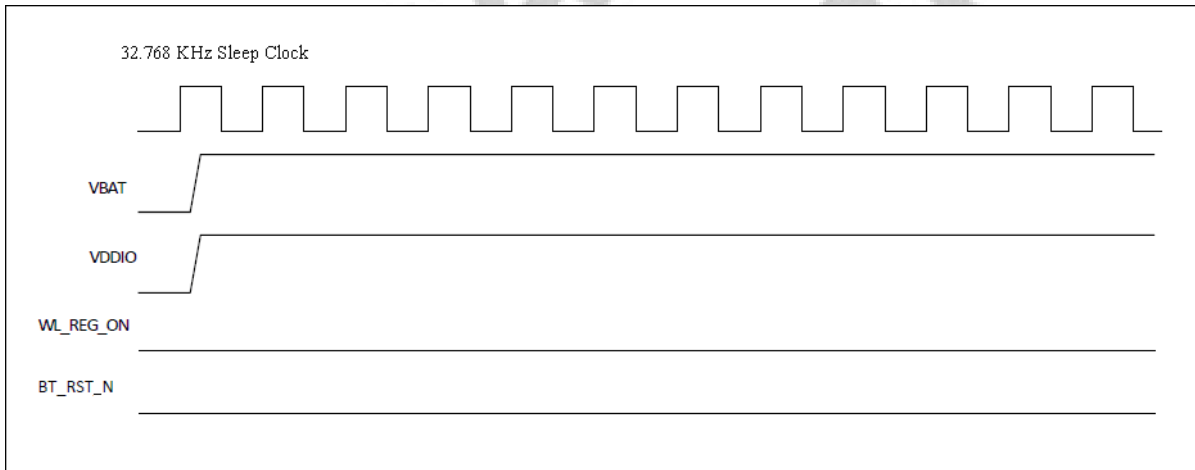 32.768 KHz Sleep Clock
VBAT
VDDIO
WL_REG_ON
BT_RST_N